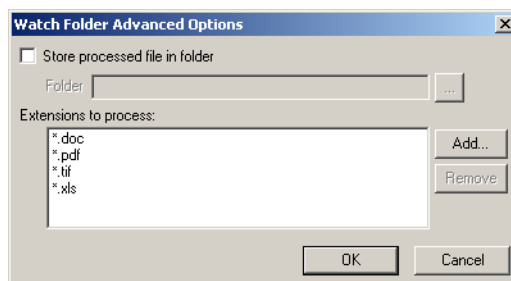 Watch Folder Advanced Options
Store processed file in folder
Folder
...
Extensions to process:
*.doc
*.pdf
*.tif
*.xls
Add...
Remove
OK
Cancel